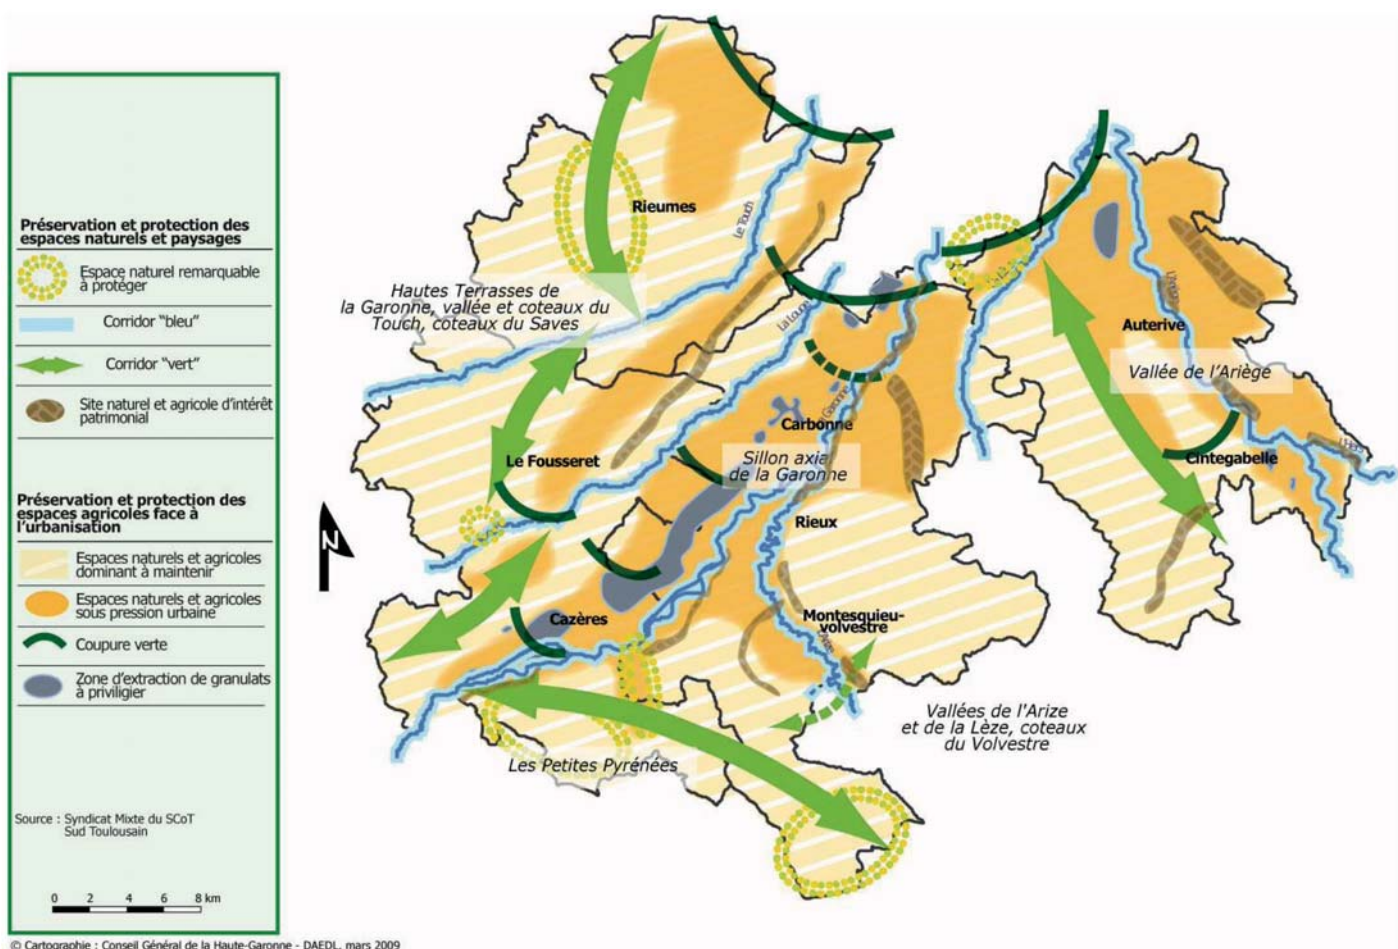 Préservation et protection des
espaces naturels et paysages
Espace naturel remarquable
à protéger
Corridor "bleu"
Corridor "vert"
Site naturel et agricole d'intérêt
patrimonial
Préservation et protection des
espaces agricoles face à
l'urbanisation
Espaces naturels et agricoles
dominant à maintenir
Espaces naturels et agricoles
sous pression urbaine
Coupure verte
Zone d'extraction de granulats
à priviligier
Source : Syndicat Mixte du SCoT
Sud Toulousain
0 2 4 6 8 km
© Cartographie : Conseil Général de la Haute-Garonne - DAEDL, mars 2009
N
Rieumes
Le Touch
Hautes Terrasses de
la Garonne, vallée et coteaux du
Touch, coteaux du Saves
Auterive
Vallée de l'Ariège
Carbonne
Garonne
Le Fousseret
Sillon axia
de la Garonne
Cintegabelle
Rieux
Cazères
Montesquieu-
volvestre
Vallées de l'Arize
et de la Lèze, coteaux
du Volvestre
Les Petites Pyrénées